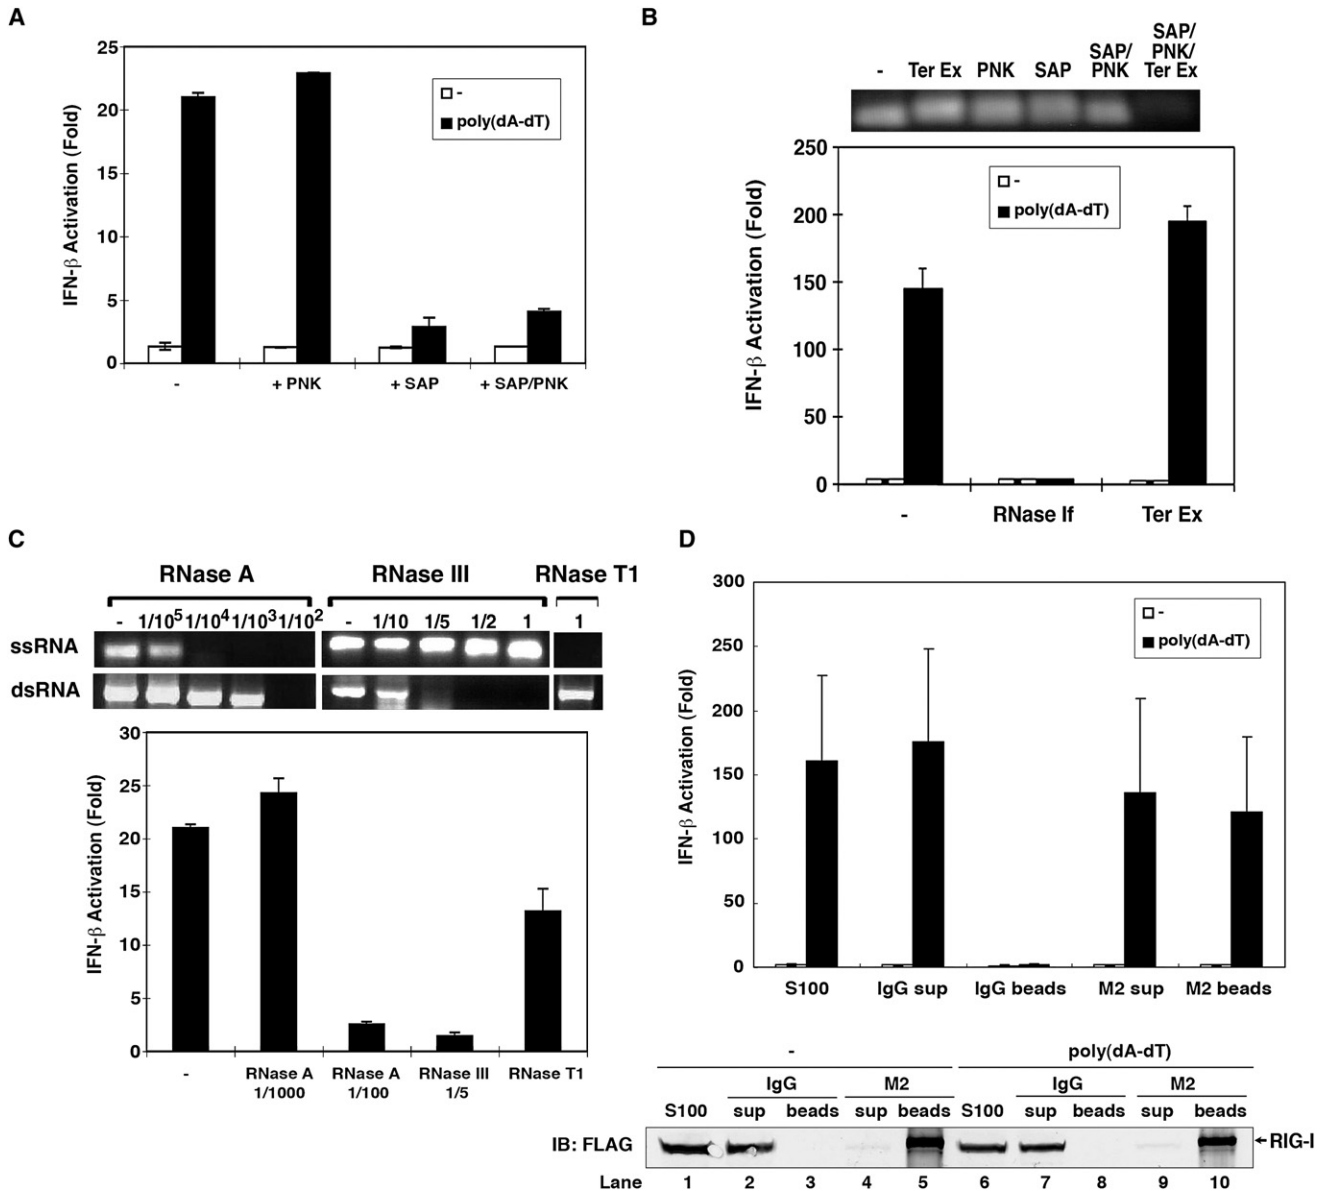 A
25
20
15
10
5
0
IFN-β Activation (Fold)
-
poly(dA-dT)
-
+ PNK
+ SAP
+ SAP/PNK
B
-
Ter Ex
PNK
SAP
SAP/
PNK
SAP/
PNK/
Ter Ex
250
200
150
100
50
0
IFN-β Activation (Fold)
-
poly(dA-dT)
-
RNase If
Ter Ex
C
RNase A
RNase III
RNase T1
- 1/10⁵ 1/10⁴ 1/10³ 1/10²
- 1/10 1/5 1/2 1
1
ssRNA
dsRNA
30
25
20
15
10
5
0
IFN-β Activation (Fold)
-
RNase A
1/1000
RNase A
1/100
RNase III
1/5
RNase T1
D
300
250
200
150
100
50
0
IFN-β Activation (Fold)
-
poly(dA-dT)
S100
IgG sup
IgG beads
M2 sup
M2 beads
-
poly(dA-dT)
IgG
M2
IgG
M2
S100 sup beads sup beads S100 sup beads sup beads
IB: FLAG
←RIG-I
Lane 1 2 3 4 5 6 7 8 9 10